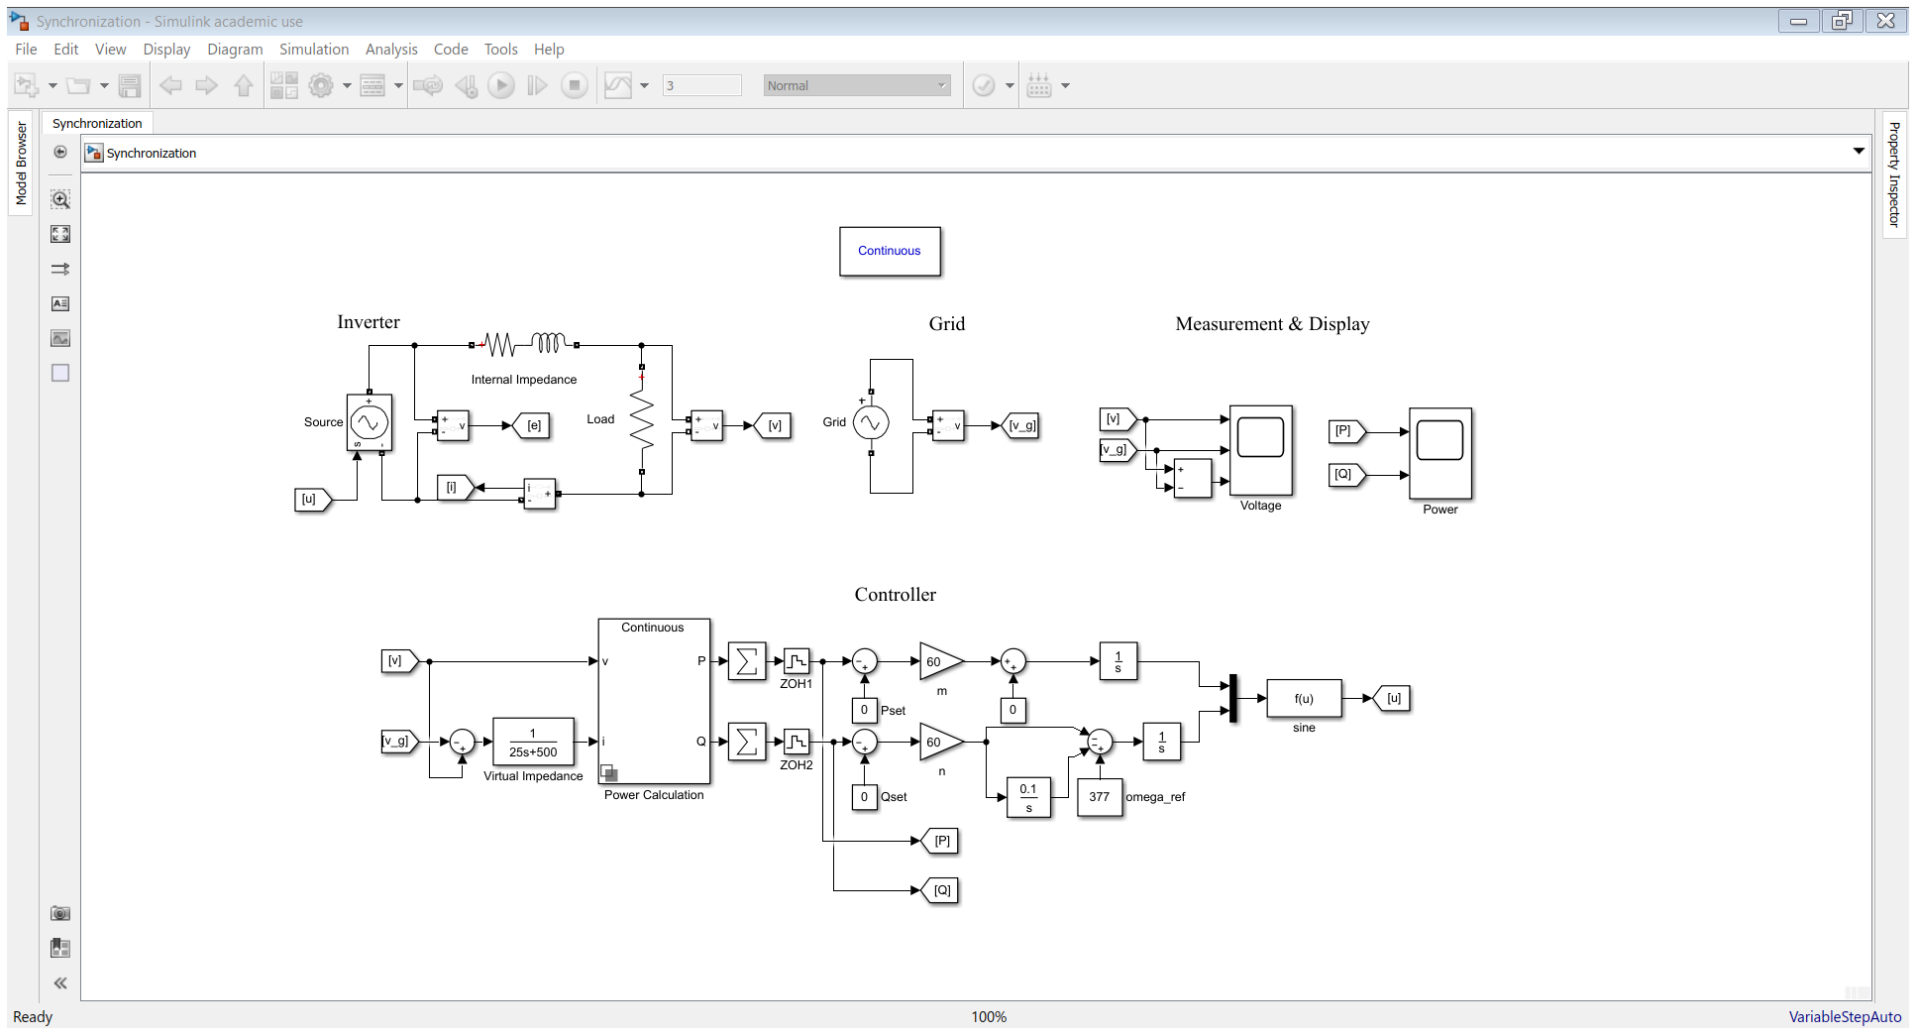 Synchronization - Simulink academic use
File Edit View Display Diagram Simulation Analysis Code Tools Help
3 Normal
Model Browser
Synchronization
Synchronization
Property Inspector
Continuous
Inverter
Grid
Measurement & Display
Internal Impedance
Source
+
s
-
+
-
v
[e]
Load
+
-
v
[v]
[i]
i
+
-
[u]
Grid
+
+
-
v
[v_g]
[v]
[v_g]
+
-
Voltage
[P]
[Q]
Power
Controller
[v]
[v_g]
-
+
1
25s+500
Virtual Impedance
Continuous
v
P
i
Q
Power Calculation
Σ
ZOH1
Σ
ZOH2
-
+
0
Pset
60
m
+
+
0
1
s
-
+
0
Qset
60
n
0.1
s
-
-
+
377
omega_ref
1
s
f(u)
sine
[u]
[P]
[Q]
Ready
100%
VariableStepAuto